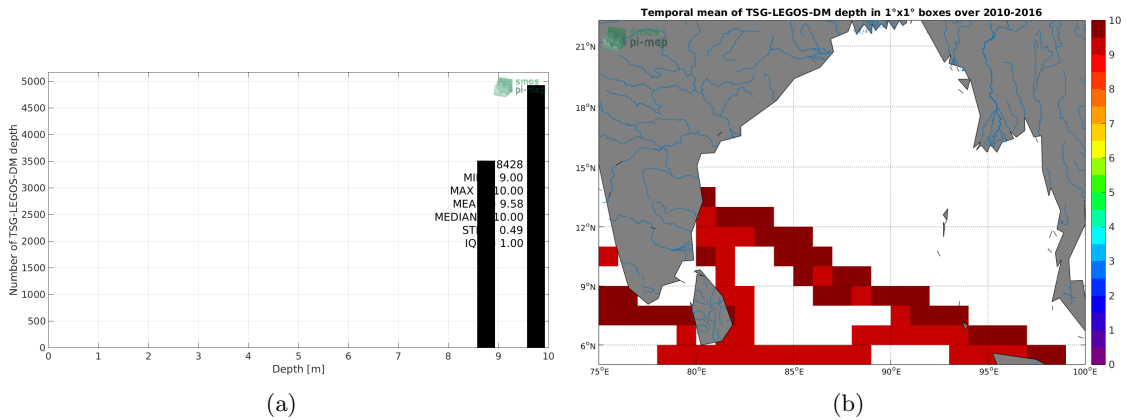 Temporal mean of TSG-LEGOS-DM depth in 1°x1° boxes over 2010-2016
smos
pi-mep
5000
4500
4000
3500
3000
2500
2000
1500
1000
500
0
Number of TSG-LEGOS-DM depth
8428
9.00
MAX 10.00
9.58
MEDIAN 10.00
0.49
1.00
0 1 2 3 4 5 6 7 8 9 10
Depth [m]
(a)
smos
pi-mep
21°N
18°N
15°N
12°N
9°N
6°N
75°E 80°E 85°E 90°E 95°E 100°E
10
9
8
7
6
5
4
3
2
1
0
(b)